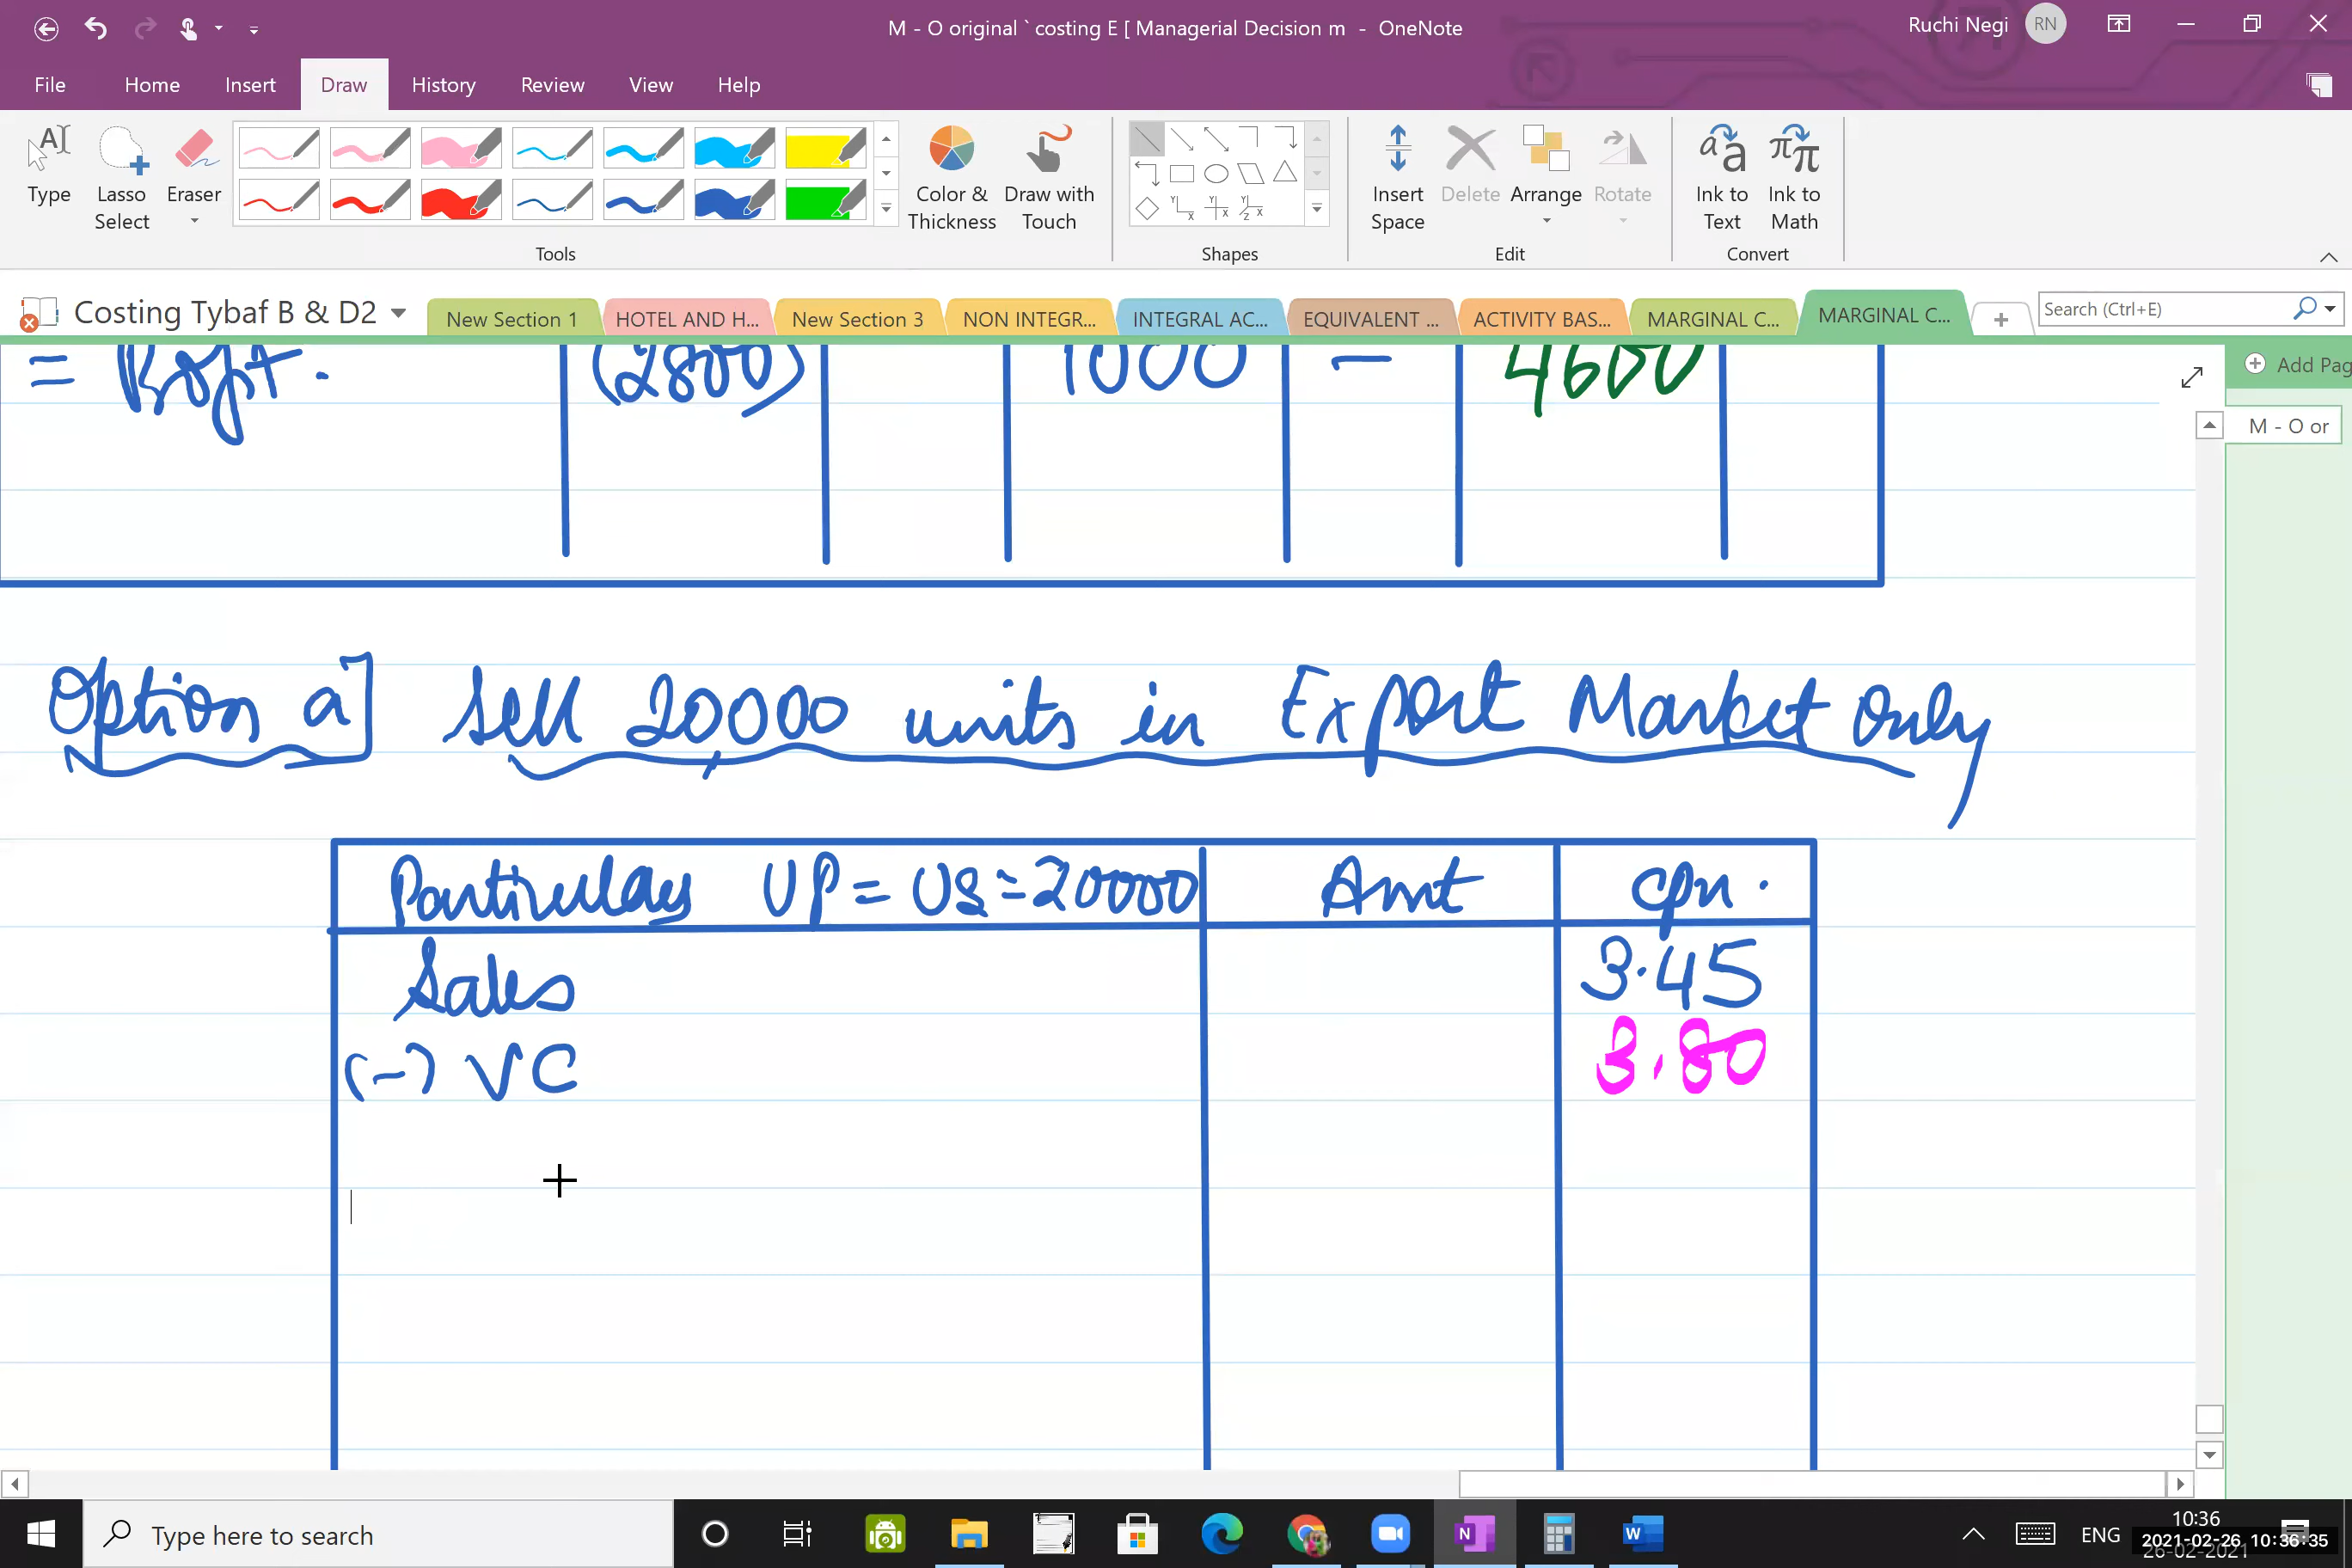 M - O original ` costing E [ Managerial Decision m - OneNote
Ruchi Negi RN
File Home Insert Draw History Review View Help
Type
Lasso Select
Eraser
Color & Thickness
Draw with Touch
Insert Space
Delete
Arrange
Rotate
Ink to Text
Ink to Math
Tools
Shapes
Edit
Convert
Costing Tybaf B & D2
New Section 1 HOTEL AND H... New Section 3 NON INTEGR... INTEGRAL AC... EQUIVALENT ... ACTIVITY BAS... MARGINAL C... MARGINAL C...
Search (Ctrl+E)
Add Pag
M - O or
= Profit. (2800) 1000 - 4600
Option a] Sell 20,000 units in Export Market Only
Particulars UP = US = 20000 Amt cpu.
Sales 3.45
(-) VC 3.80
Type here to search
ENG
10:36
26-02-2021
2021-02-26 10:36:35